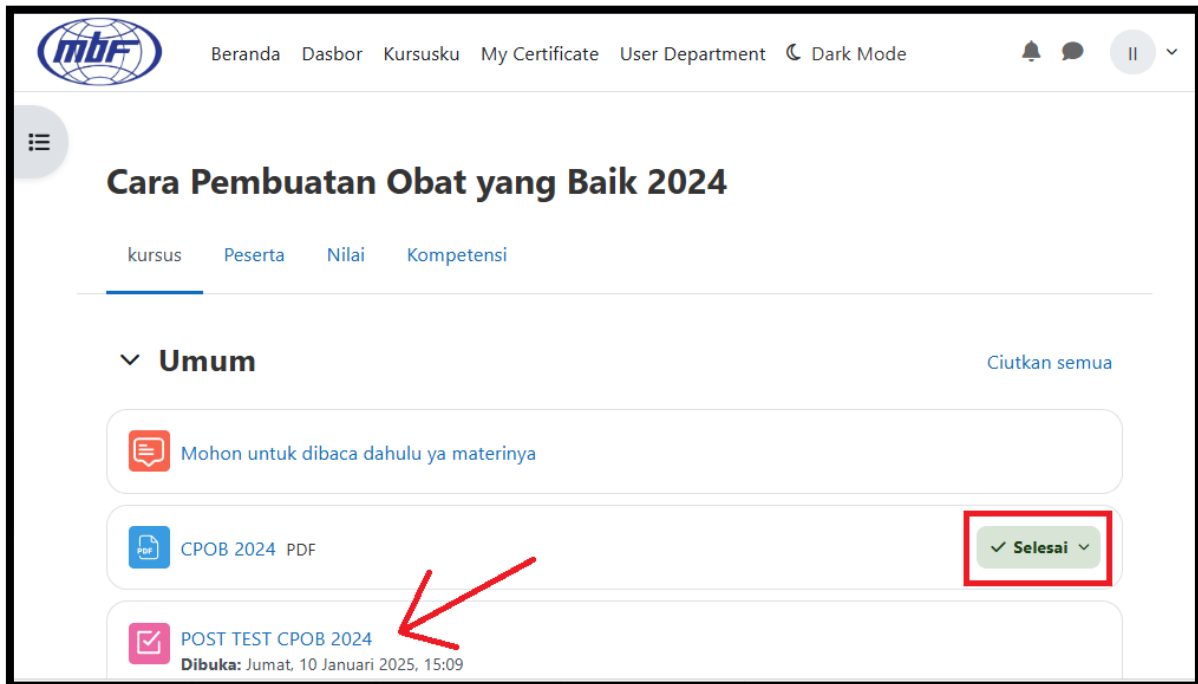 mbf
Beranda Dasbor Kursusku My Certificate User Department Dark Mode
II
Cara Pembuatan Obat yang Baik 2024
kursus Peserta Nilai Kompetensi
Umum
Ciutkan semua
Mohon untuk dibaca dahulu ya materinya
PDF
CPOB 2024 PDF
Selesai
POST TEST CPOB 2024
Dibuka: Jumat, 10 Januari 2025, 15:09